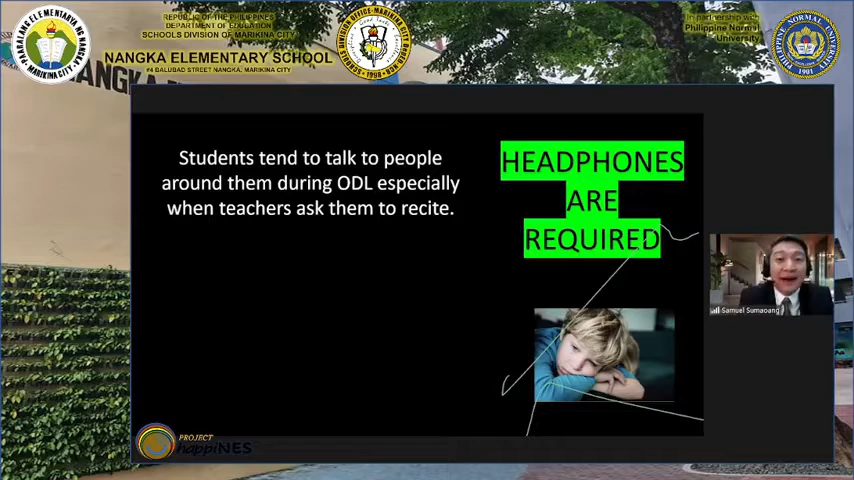 REPUBLIC OF THE PHILIPPINES
DEPARTMENT OF EDUCATION
SCHOOLS DIVISION OF MARIKINA CITY
NANGKA ELEMENTARY SCHOOL
#4 BALUBAD STREET NANGKA, MARIKINA CITY
In partnership with
Philippine Normal
University
Students tend to talk to people
around them during ODL especially
when teachers ask them to recite.
HEADPHONES
ARE
REQUIRED
Samuel Sumaoang
PROJECT
happiNES
1998
1901